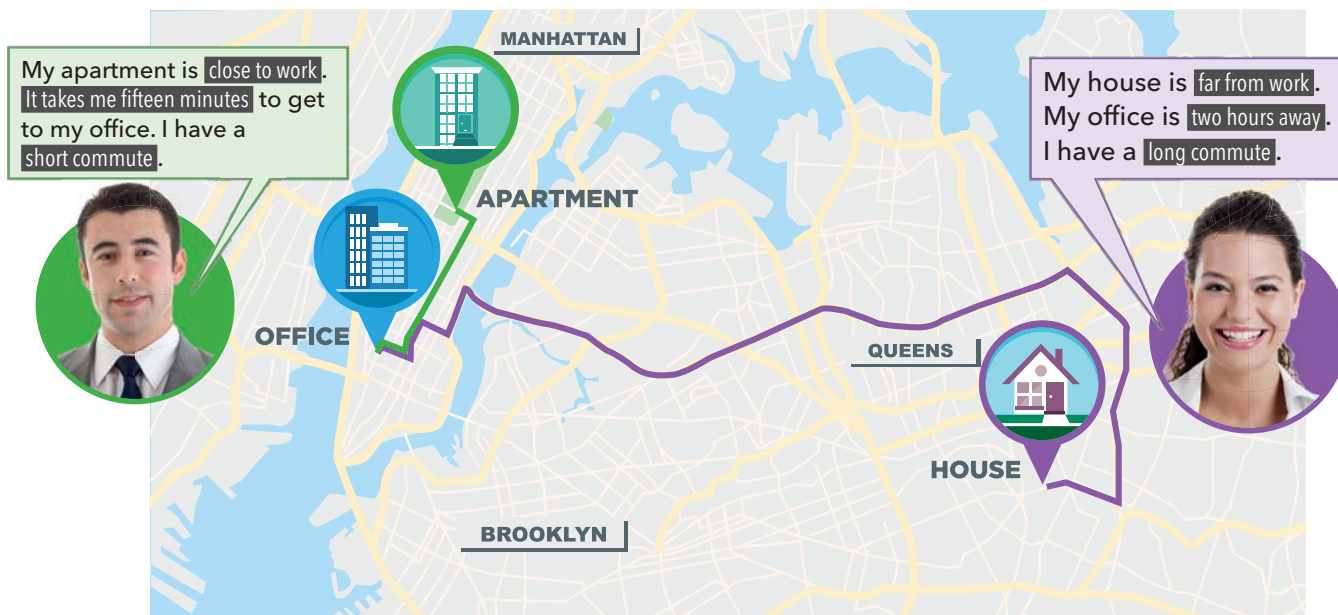 My apartment is close to work.
It takes me fifteen minutes to get
to my office. I have a
short commute.
MANHATTAN
My house is far from work.
My office is two hours away.
I have a long commute.
APARTMENT
OFFICE
QUEENS
HOUSE
BROOKLYN